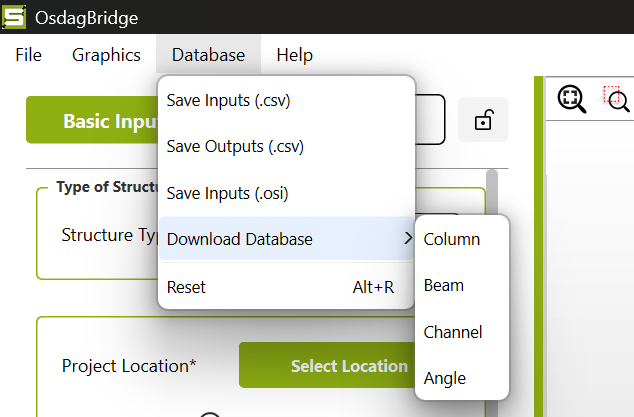 OsdagBridge
File Graphics Database Help
Save Inputs (.csv)
Basic Inpu
Save Outputs (.csv)
Type of Structu
Save Inputs (.osi)
Structure Typ
Download Database
Column
Reset Alt+R
Beam
Channel
Project Location*
Select Location
Angle